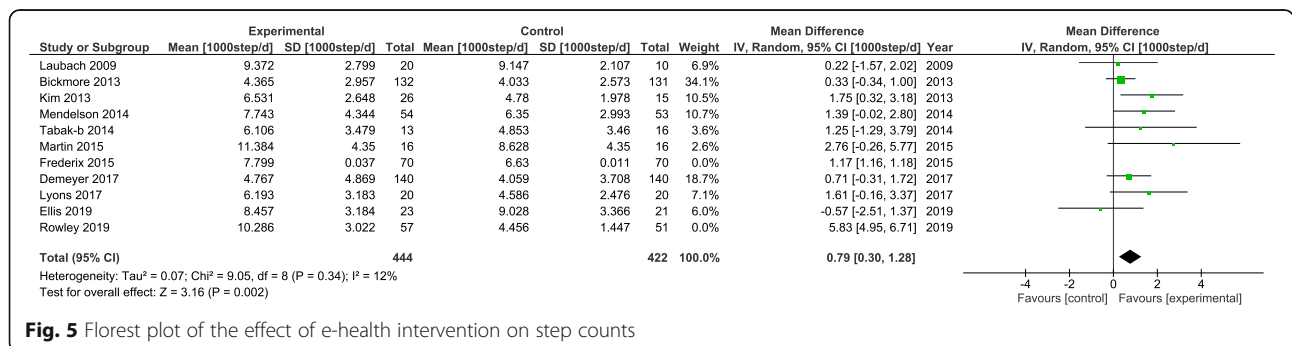 Experimental Control Mean Difference Mean Difference
Study or Subgroup Mean [1000step/d] SD [1000step/d] Total Mean [1000step/d] SD [1000step/d] Total Weight IV, Random, 95% CI [1000step/d] Year IV, Random, 95% CI [1000step/d]
Laubach 2009 9.372 2.799 20 9.147 2.107 10 6.9% 0.22 [-1.57, 2.02] 2009
Bickmore 2013 4.365 2.957 132 4.033 2.573 131 34.1% 0.33 [-0.34, 1.00] 2013
Kim 2013 6.531 2.648 26 4.78 1.978 15 10.5% 1.75 [0.32, 3.18] 2013
Mendelson 2014 7.743 4.344 54 6.35 2.993 53 10.7% 1.39 [-0.02, 2.80] 2014
Tabak-b 2014 6.106 3.479 13 4.853 3.46 16 3.6% 1.25 [-1.29, 3.79] 2014
Martin 2015 11.384 4.35 16 8.628 4.35 16 2.6% 2.76 [-0.26, 5.77] 2015
Frederix 2015 7.799 0.037 70 6.63 0.011 70 0.0% 1.17 [1.16, 1.18] 2015
Demeyer 2017 4.767 4.869 140 4.059 3.708 140 18.7% 0.71 [-0.31, 1.72] 2017
Lyons 2017 6.193 3.183 20 4.586 2.476 20 7.1% 1.61 [-0.16, 3.37] 2017
Ellis 2019 8.457 3.184 23 9.028 3.366 21 6.0% -0.57 [-2.51, 1.37] 2019
Rowley 2019 10.286 3.022 57 4.456 1.447 51 0.0% 5.83 [4.95, 6.71] 2019
Total (95% CI) 444 422 100.0% 0.79 [0.30, 1.28]
Heterogeneity: Tau² = 0.07; Chi² = 9.05, df = 8 (P = 0.34); I² = 12%
Test for overall effect: Z = 3.16 (P = 0.002)
-4 -2 0 2 4
Favours [control] Favours [experimental]
Fig. 5 Florest plot of the effect of e-health intervention on step counts